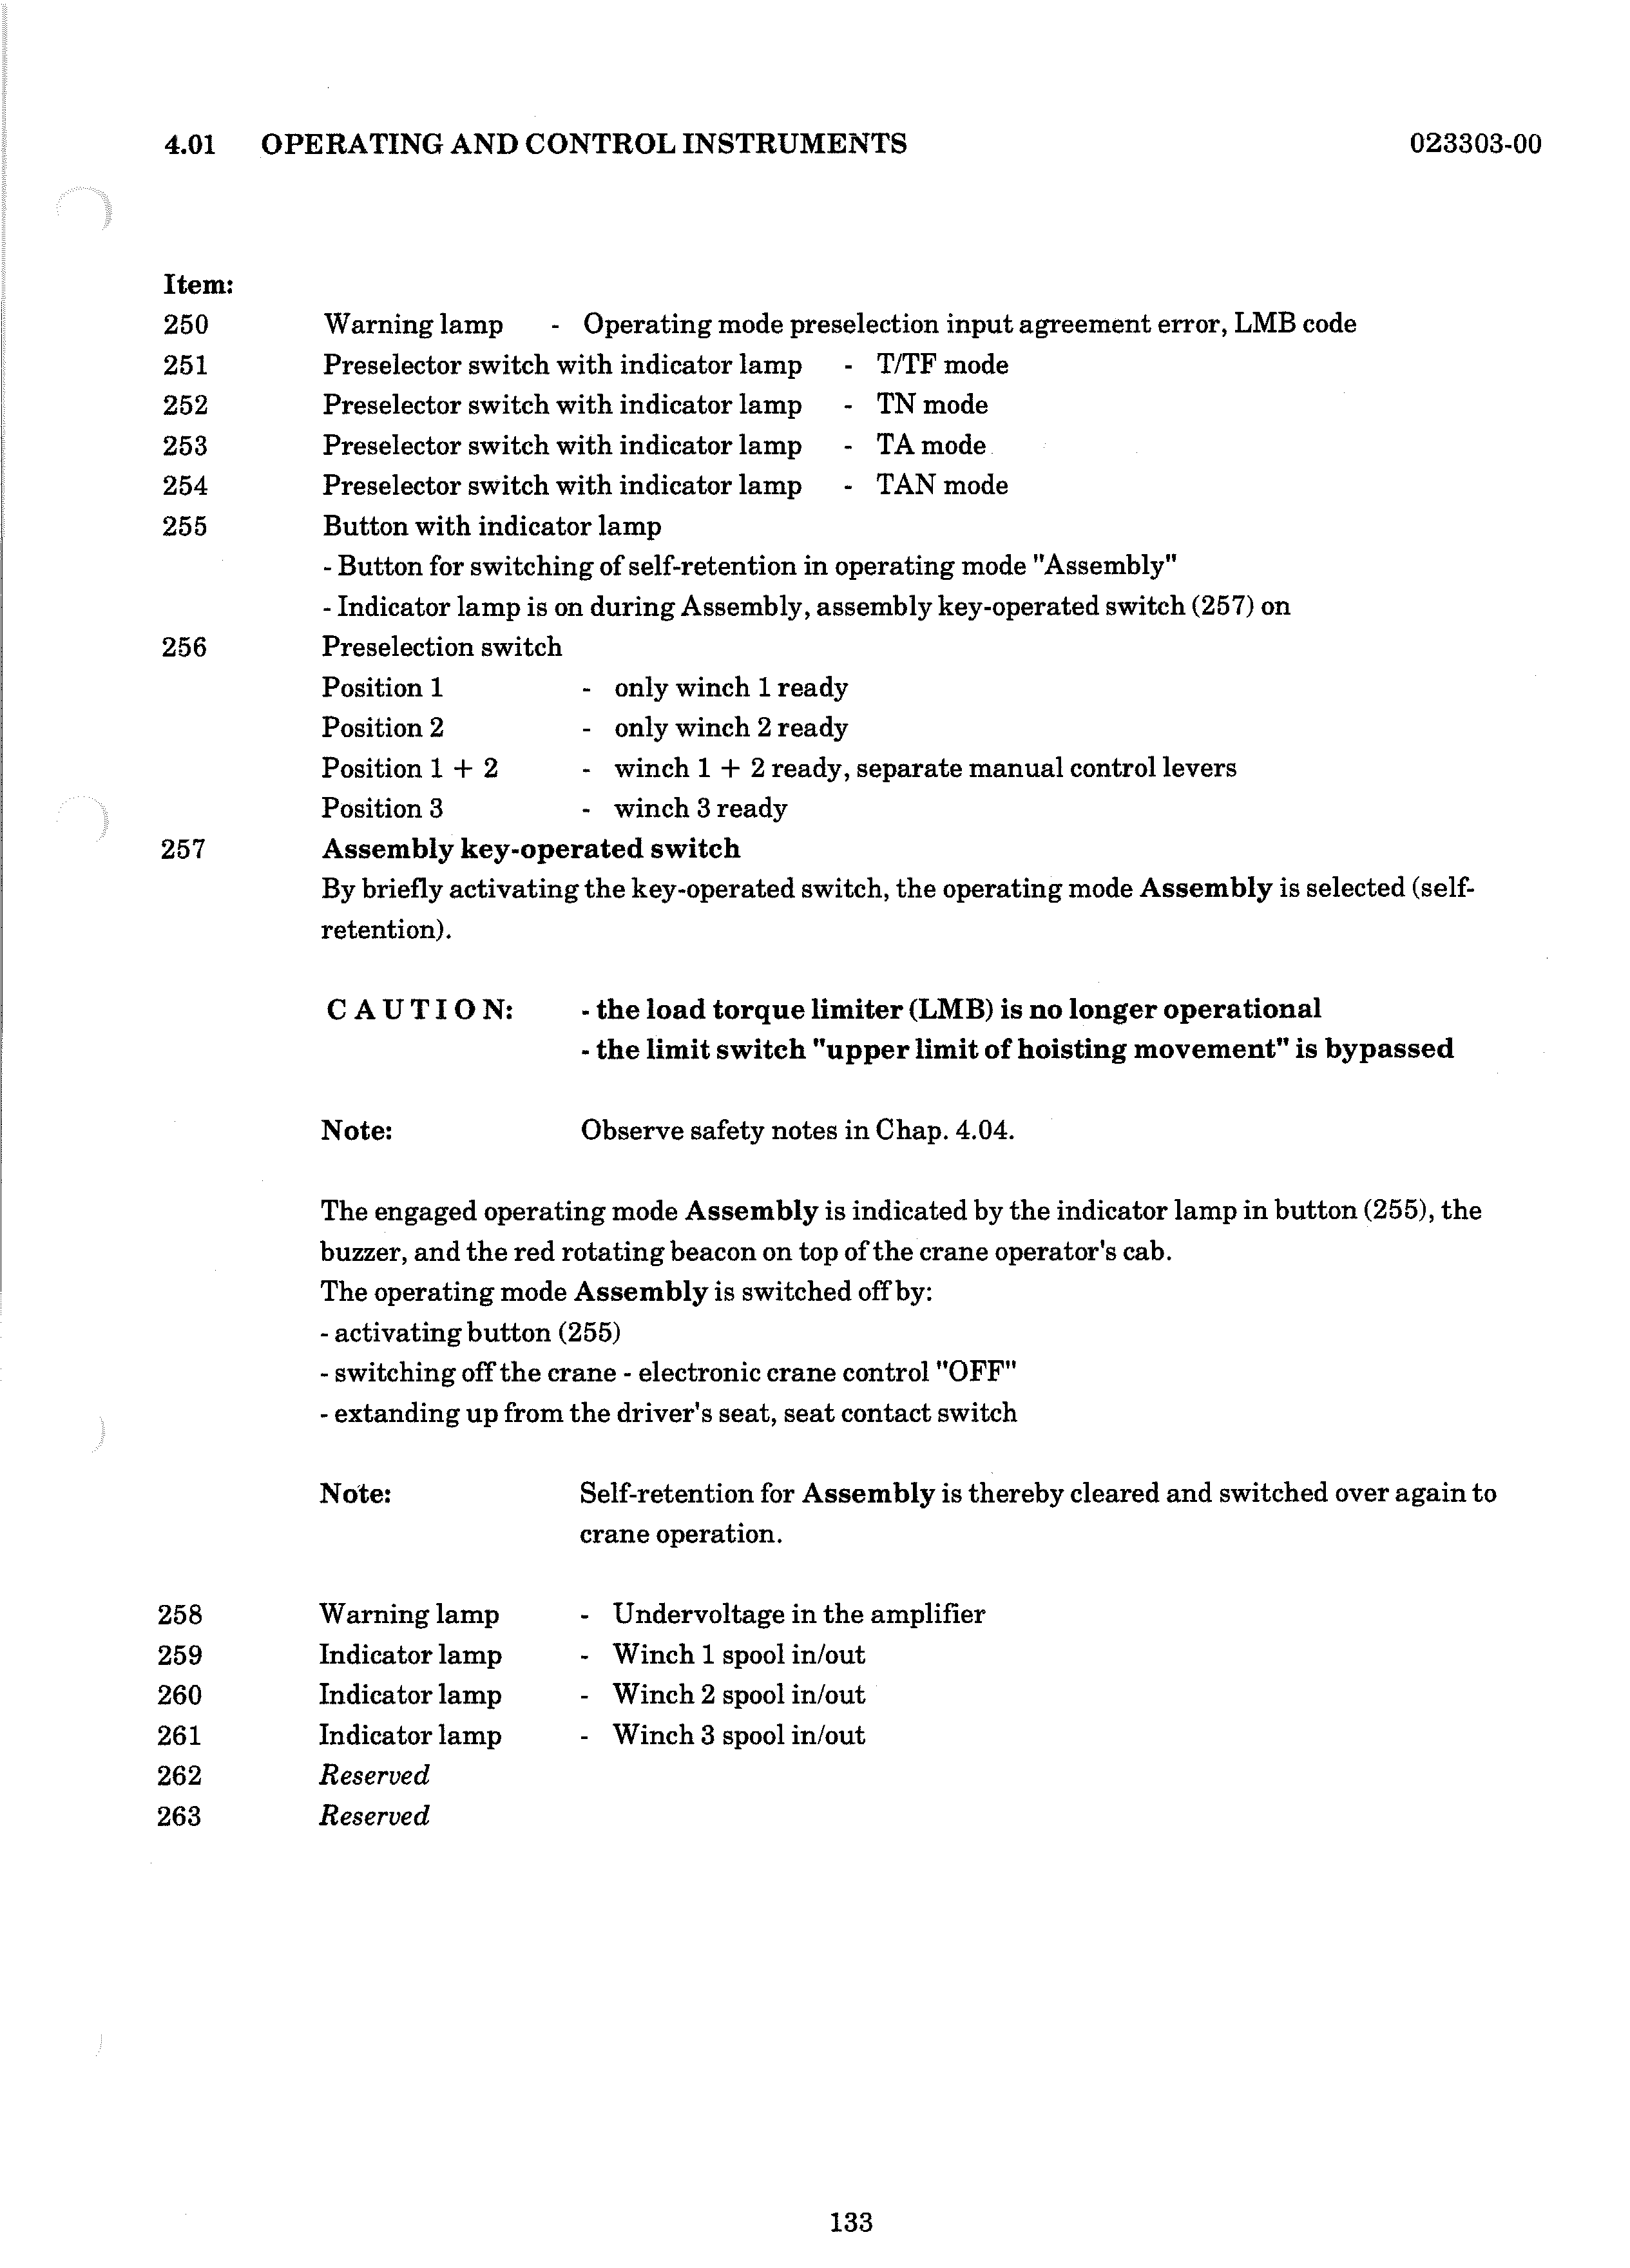 4.01 OPERATING AND CONTROL INSTRUMENTS 023303-00
Item:
250 Warning lamp - Operating mode preselection input agreement error, LMB code
251 Preselector switch with indicator lamp - T/TF mode
252 Preselector switch with indicator lamp - TN mode
253 Preselector switch with indicator lamp - TA mode
254 Preselector switch with indicator lamp - TAN mode
255 Button with indicator lamp
- Button for switching of self-retention in operating mode "Assembly"
- Indicator lamp is on during Assembly, assembly key-operated switch (257) on
256 Preselection switch
Position 1 - only winch 1 ready
Position 2 - only winch 2 ready
Position 1 + 2 - winch 1 + 2 ready, separate manual control levers
Position 3 - winch 3 ready
257 Assembly key-operated switch
By briefly activating the key-operated switch, the operating mode Assembly is selected (self-
retention).
C A U T I O N: - the load torque limiter (LMB) is no longer operational
- the limit switch "upper limit of hoisting movement" is bypassed
Note: Observe safety notes in Chap. 4.04.
The engaged operating mode Assembly is indicated by the indicator lamp in button (255), the
buzzer, and the red rotating beacon on top of the crane operator's cab.
The operating mode Assembly is switched off by:
- activating button (255)
- switching off the crane - electronic crane control "OFF"
- extanding up from the driver's seat, seat contact switch
Note: Self-retention for Assembly is thereby cleared and switched over again to
crane operation.
258 Warning lamp - Undervoltage in the amplifier
259 Indicator lamp - Winch 1 spool in/out
260 Indicator lamp - Winch 2 spool in/out
261 Indicator lamp - Winch 3 spool in/out
262 Reserved
263 Reserved
133